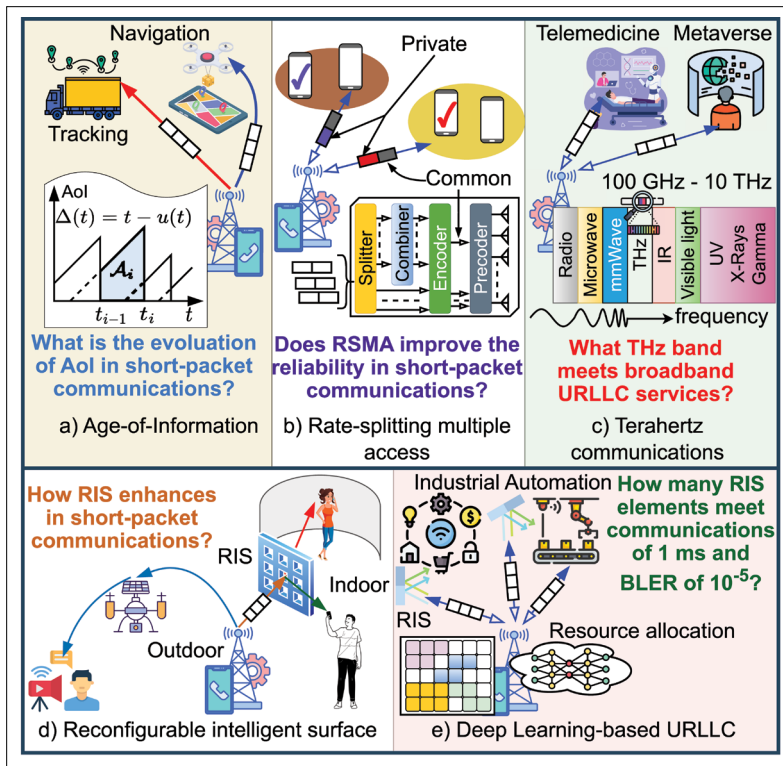 Navigation
Tracking
AoI
Δ(t) = t − u(t)
𝒜ᵢ
tᵢ₋₁
tᵢ
t
What is the evoluation
of AoI in short-packet
communications?
a) Age-of-Information
Private
Common
Splitter
Combiner
Encoder
Precoder
Does RSMA improve the
reliability in short-packet
communications?
b) Rate-splitting multiple
access
Telemedicine
Metaverse
100 GHz - 10 THz
Radio
Microwave
mmWave
THz
IR
Visible light
UV
X-Rays
Gamma
frequency
What THz band
meets broadband
URLLC services?
c) Terahertz
communications
How RIS enhances
in short-packet
communications?
RIS
Indoor
Outdoor
d) Reconfigurable intelligent surface
Industrial Automation
How many RIS
elements meet
communications
of 1 ms and
BLER of 10⁻⁵?
RIS
Resource allocation
e) Deep Learning-based URLLC